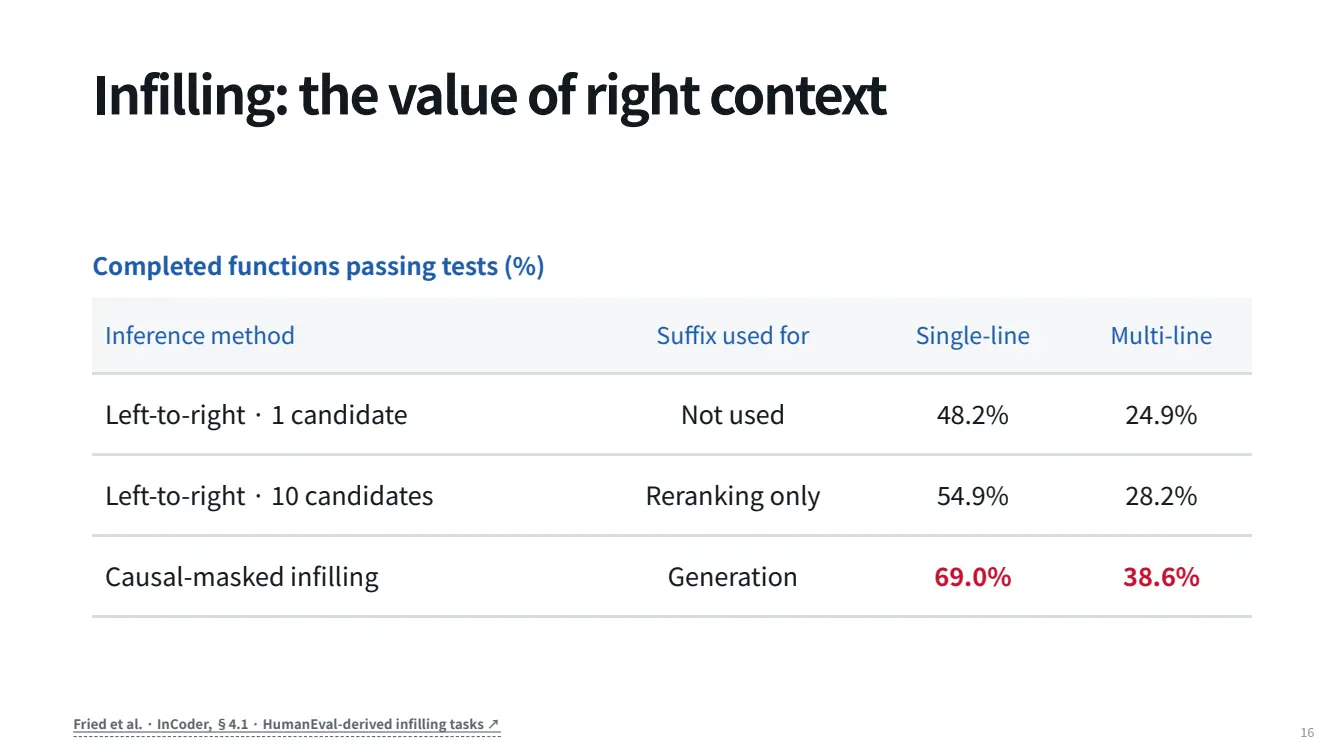 Infilling: the value of right context
Completed functions passing tests (%)
Inference method Suffix used for Single-line Multi-line
Left-to-right · 1 candidate Not used 48.2% 24.9%
Left-to-right · 10 candidates Reranking only 54.9% 28.2%
Causal-masked infilling Generation 69.0% 38.6%
Fried et al. · InCoder, §4.1 · HumanEval-derived infilling tasks ↗
16